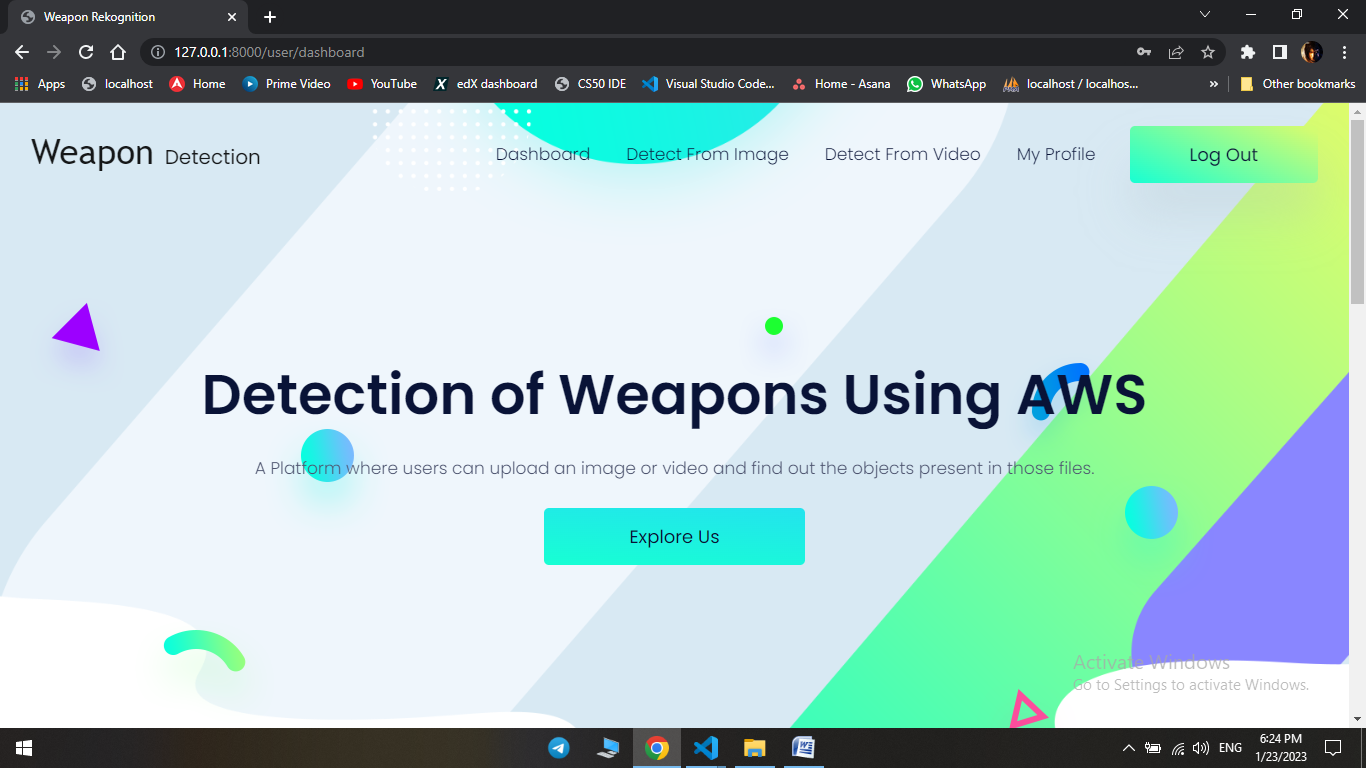 Weapon Rekognition
127.0.0.1:8000/user/dashboard
Apps localhost Home Prime Video YouTube edX dashboard CS50 IDE Visual Studio Code... Home - Asana WhatsApp localhost / localhos... » Other bookmarks
Weapon Detection
Dashboard Detect From Image Detect From Video My Profile Log Out
Detection of Weapons Using AWS
A Platform where users can upload an image or video and find out the objects present in those files.
Explore Us
Activate Windows
Go to Settings to activate Windows.
ENG
6:24 PM
1/23/2023